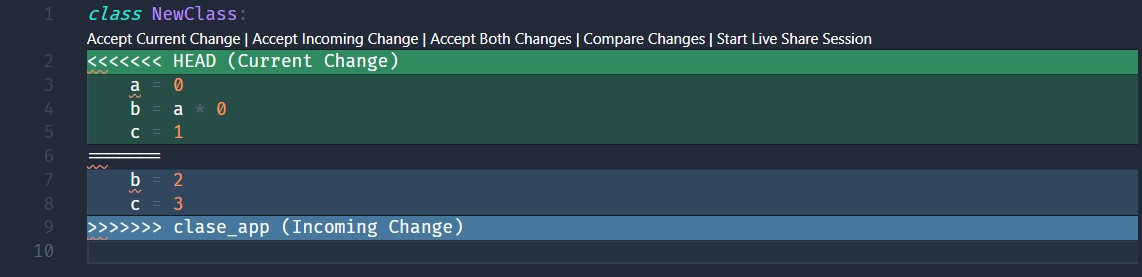 1 class NewClass:
Accept Current Change | Accept Incoming Change | Accept Both Changes | Compare Changes | Start Live Share Session
2 <<<<<<< HEAD (Current Change)
3     a = 0
4     b = a * 0
5     c = 1
6 =======
7     b = 2
8     c = 3
9 >>>>>>> clase_app (Incoming Change)
10